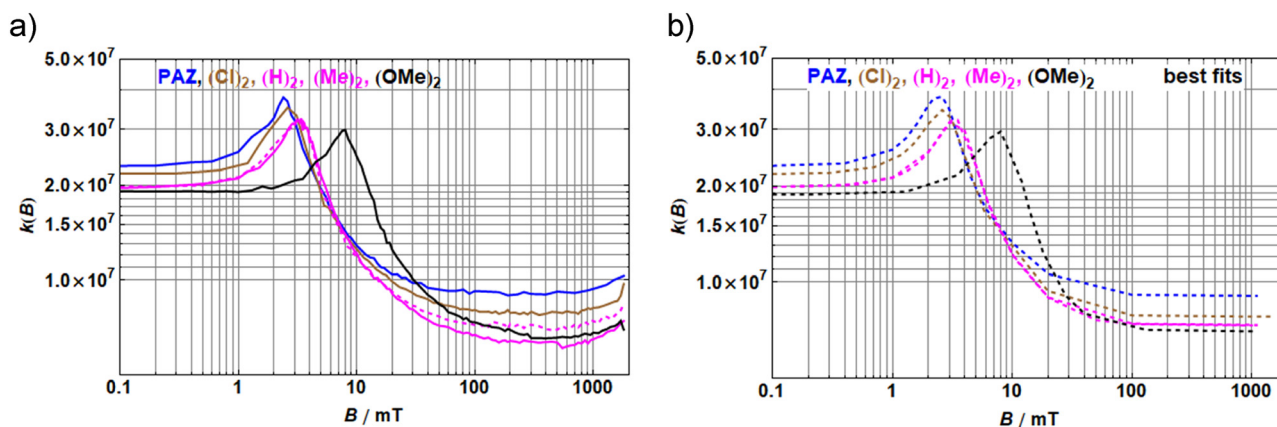 a)
b)
5.0×10⁷
PAZ, (Cl)₂, (H)₂, (Me)₂, (OMe)₂
3.0×10⁷
2.0×10⁷
1.5×10⁷
1.0×10⁷
k(B)
0.1 1 10 100 1000
B / mT
5.0×10⁷
PAZ, (Cl)₂, (H)₂, (Me)₂, (OMe)₂ best fits
3.0×10⁷
2.0×10⁷
1.5×10⁷
1.0×10⁷
k(B)
0.1 1 10 100 1000
B / mT